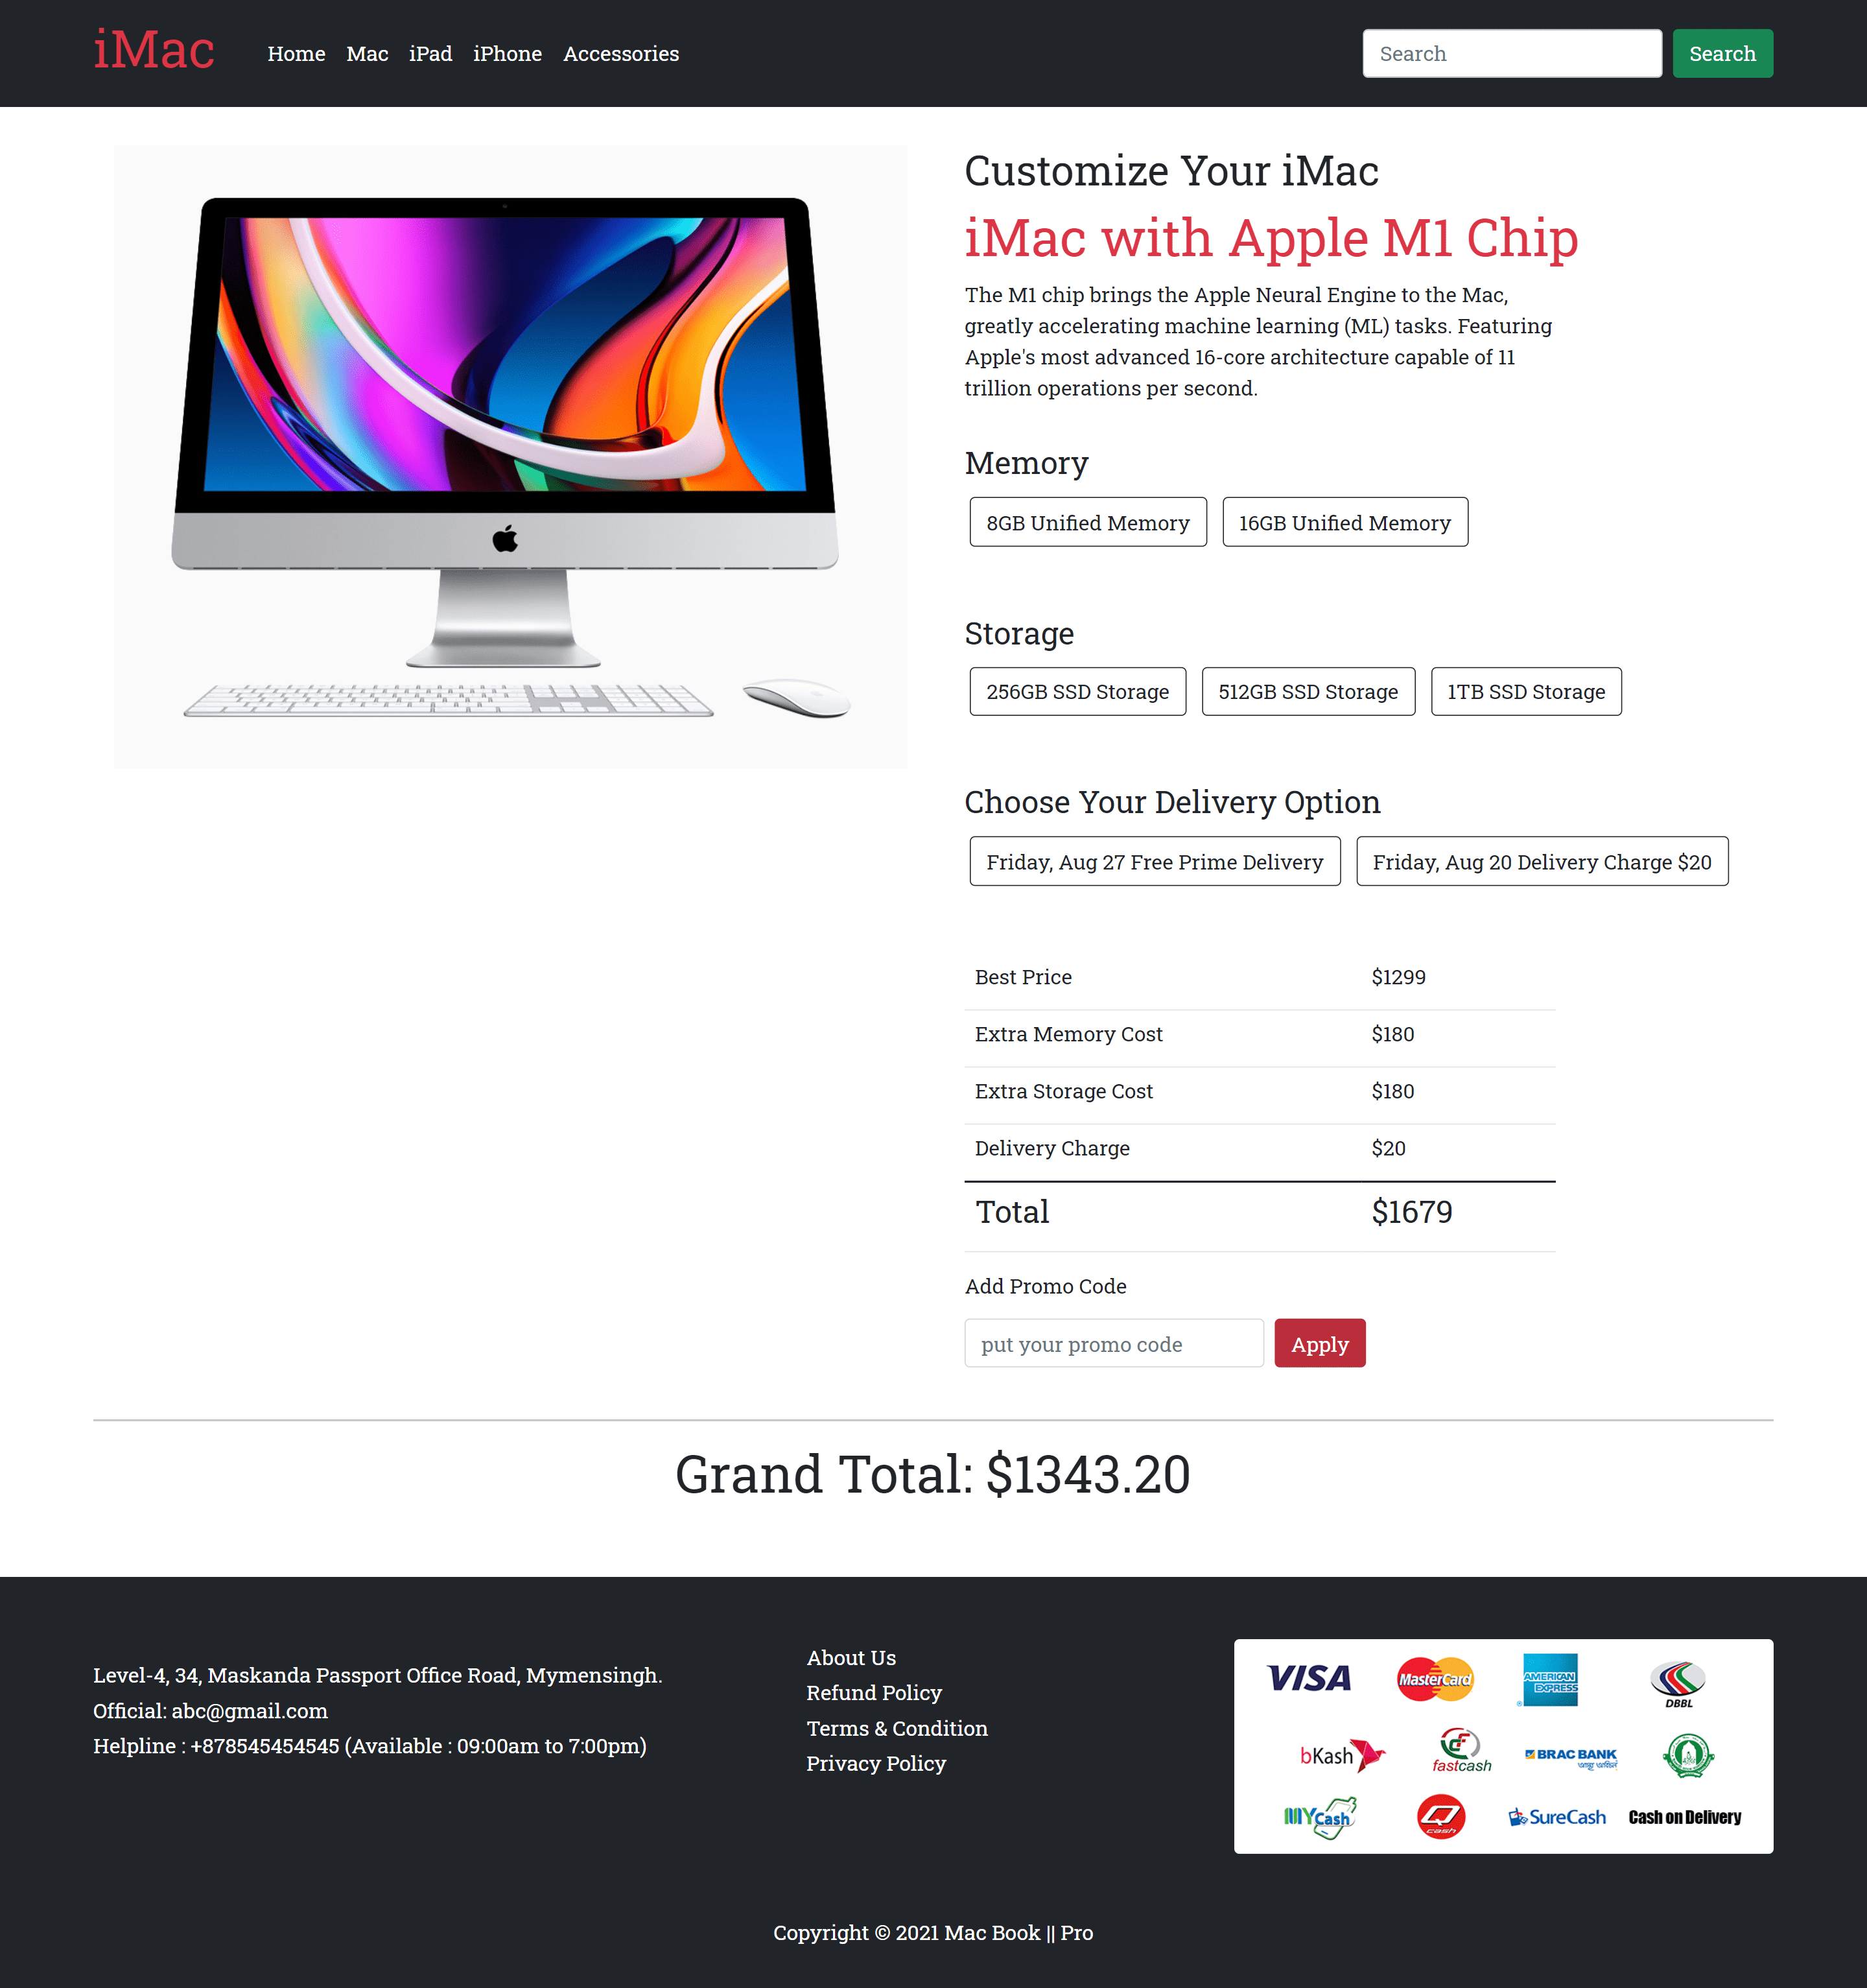 iMac
Home Mac iPad iPhone Accessories
Search
Search
Customize Your iMac
iMac with Apple M1 Chip
The M1 chip brings the Apple Neural Engine to the Mac,
greatly accelerating machine learning (ML) tasks. Featuring
Apple's most advanced 16-core architecture capable of 11
trillion operations per second.
Memory
8GB Unified Memory
16GB Unified Memory
Storage
256GB SSD Storage
512GB SSD Storage
1TB SSD Storage
Choose Your Delivery Option
Friday, Aug 27 Free Prime Delivery
Friday, Aug 20 Delivery Charge $20
Best Price $1299
Extra Memory Cost $180
Extra Storage Cost $180
Delivery Charge $20
Total $1679
Add Promo Code
put your promo code
Apply
Grand Total: $1343.20
Level-4, 34, Maskanda Passport Office Road, Mymensingh.
Official: abc@gmail.com
Helpline : +878545454545 (Available : 09:00am to 7:00pm)
About Us
Refund Policy
Terms & Condition
Privacy Policy
VISA
MasterCard
AMERICAN EXPRESS
DBBL
bKash
fastcash
BRAC BANK
MYCash
Q cash
SureCash
Cash on Delivery
Copyright © 2021 Mac Book || Pro